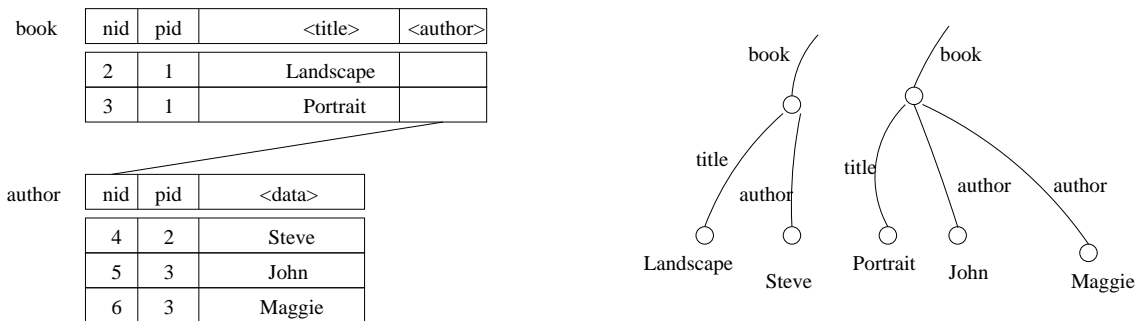 book nid pid <title> <author>
2 1 Landscape
3 1 Portrait
author nid pid <data>
4 2 Steve
5 3 John
6 3 Maggie
book book
title author title author author
Landscape Steve Portrait John Maggie